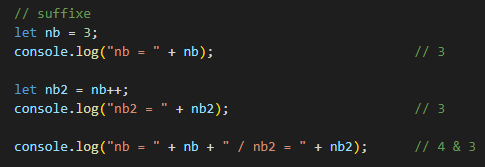 // suffixe
let nb = 3;
console.log("nb = " + nb); // 3
let nb2 = nb++;
console.log("nb2 = " + nb2); // 3
console.log("nb = " + nb + " / nb2 = " + nb2); // 4 & 3